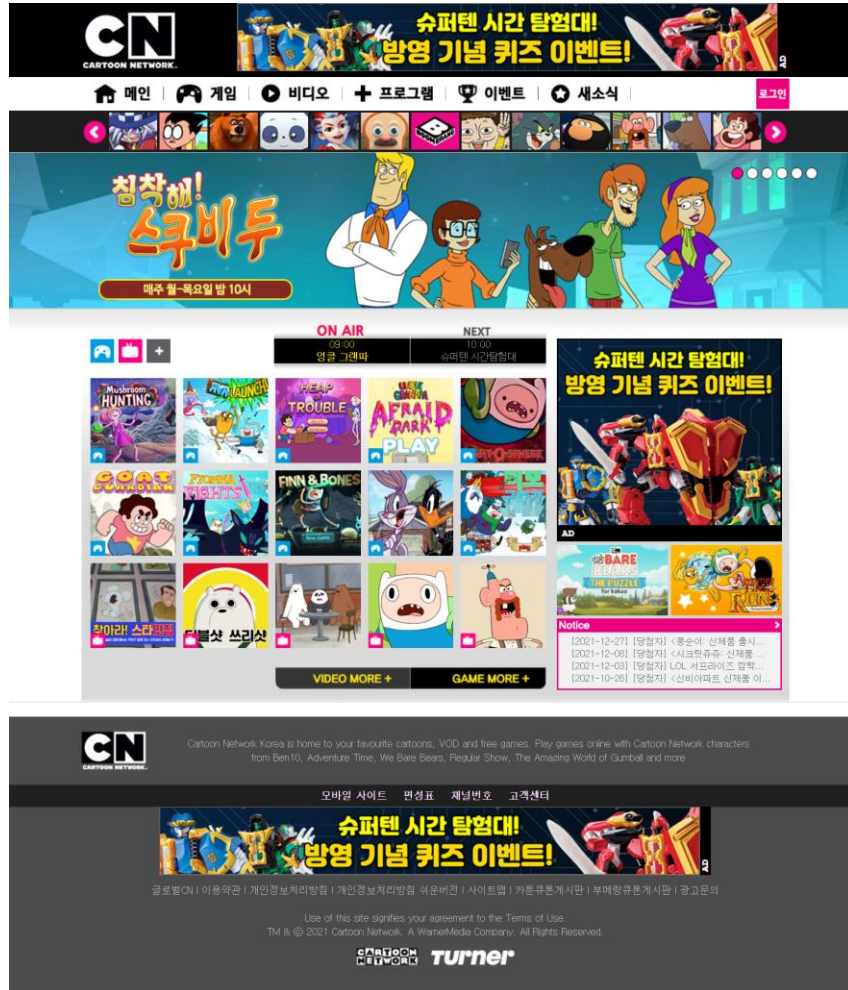 CN
CARTOON NETWORK.
슈퍼텐 시간 탐험대!
방영 기념 퀴즈 이벤트!
AD
메인 | 게임 | 비디오 | 프로그램 | 이벤트 | 새소식
로그인
침착해!
스쿠비 두
매주 월~목요일 밤 10시
ON AIR
09:00
엉클 그랜파
NEXT
10:00
슈퍼텐 시간탐험대
슈퍼텐 시간 탐험대!
방영 기념 퀴즈 이벤트!
AD
Mushroom
HUNTING
LAUNCH!
HEAP
TROUBLE
AFRAID
DARK
PLAY
GOAT
GUARDIAN
FIONNA
FIGHTS
FINN & BONES
BARE
BEARS
THE PUZZLE
for kakao
찾아라! 스타맛집
더블샷 쓰리샷
Notice
[2021-12-27] [당첨자] <콩순이: 신제품 출시...
[2021-12-08] [당첨자] <시크릿쥬쥬: 신제품 ...
[2021-12-03] [당첨자] LOL 서프라이즈 깜짝...
[2021-10-26] [당첨자] <신비아파트 신제품 이...
VIDEO MORE +
GAME MORE +
CN
CARTOON NETWORK.
Cartoon Network Korea is home to your favourite cartoons, VOD and free games. Play games online with Cartoon Network characters
from Ben10, Adventure Time, We Bare Bears, Regular Show, The Amazing World of Gumball and more
모바일 사이트 편성표 채널번호 고객센터
슈퍼텐 시간 탐험대!
방영 기념 퀴즈 이벤트!
AD
글로벌CN | 이용약관 | 개인정보처리방침 | 개인정보처리방침 쉬운버전 | 사이트맵 | 카툰큐톤게시판 | 부메랑큐톤게시판 | 광고문의
Use of this site signifies your agreement to the Terms of Use.
TM & © 2021 Cartoon Network. A WarnerMedia Company. All Rights Reserved.
CARTOON
NETWORK
Turner